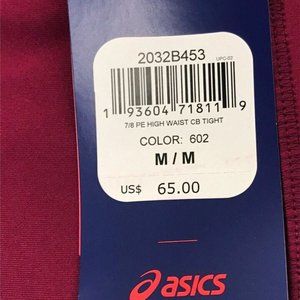 2032B453
UPC-02
1 93604 71811 9
7/8 PE HIGH WAIST CB TIGHT
COLOR: 602
M / M
US$ 65.00
asics